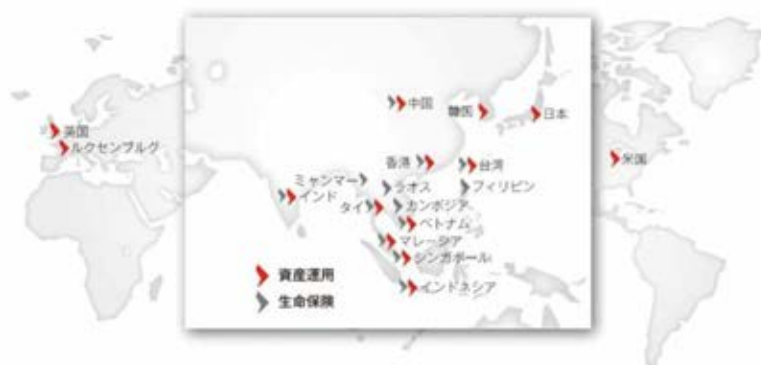 中国
韓国
日本
英国
ルクセンブルグ
香港
台湾
米国
ミャンマー
ラオス
フィリピン
インド
タイ
カンボジア
ベトナム
マレーシア
シンガポール
資産運用
インドネシア
生命保険